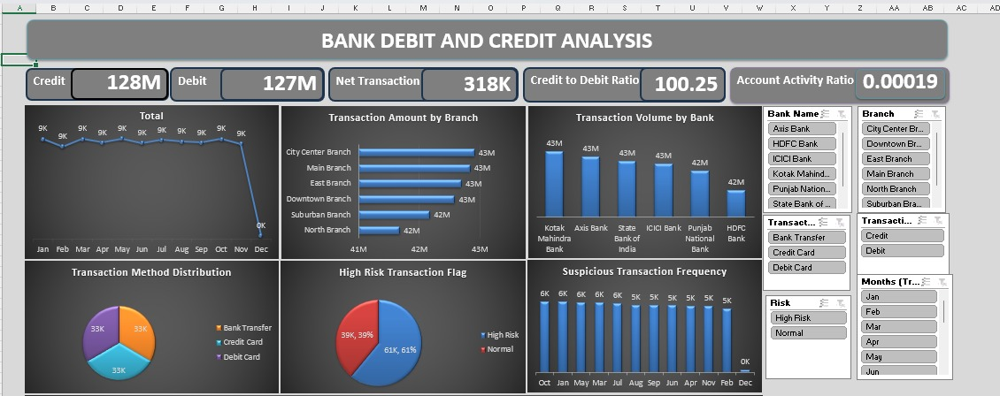 A B C D E F G H I J K L M N O P Q R S T U V W X Y Z AA AB AC AD
BANK DEBIT AND CREDIT ANALYSIS
Credit 128M
Debit 127M
Net Transaction 318K
Credit to Debit Ratio 100.25
Account Activity Ratio 0.00019
Total
9K 9K 9K 9K 9K 9K 9K 9K 9K 9K 9K 0K
Jan Feb Mar Apr May Jun Jul Aug Sep Oct Nov Dec
Transaction Amount by Branch
City Center Branch 43M
Main Branch 43M
East Branch 43M
Downtown Branch 43M
Suburban Branch 42M
North Branch 42M
41M 42M 43M
Transaction Volume by Bank
43M 43M 43M 43M 42M 42M
Kotak Mahindra Bank
Axis Bank
State Bank of India
ICICI Bank
Punjab National Bank
HDFC Bank
Bank Name
Axis Bank
HDFC Bank
ICICI Bank
Kotak Mahind...
Punjab Nation...
State Bank of ...
Branch
City Center Br...
Downtown Br...
East Branch
Main Branch
North Branch
Suburban Bra...
Transaction Method Distribution
33K 33K
33K
Bank Transfer
Credit Card
Debit Card
High Risk Transaction Flag
39K, 39%
61K, 61%
High Risk
Normal
Suspicious Transaction Frequency
6K 6K 6K 6K 6K 5K 5K 5K 5K 5K 5K 0K
Oct Jan May Mar Jul Aug Sep Jun Apr Nov Feb Dec
Transact...
Bank Transfer
Credit Card
Debit Card
Transacti...
Credit
Debit
Risk
High Risk
Normal
Months (Tr...
Jan
Feb
Mar
Apr
May
Jun